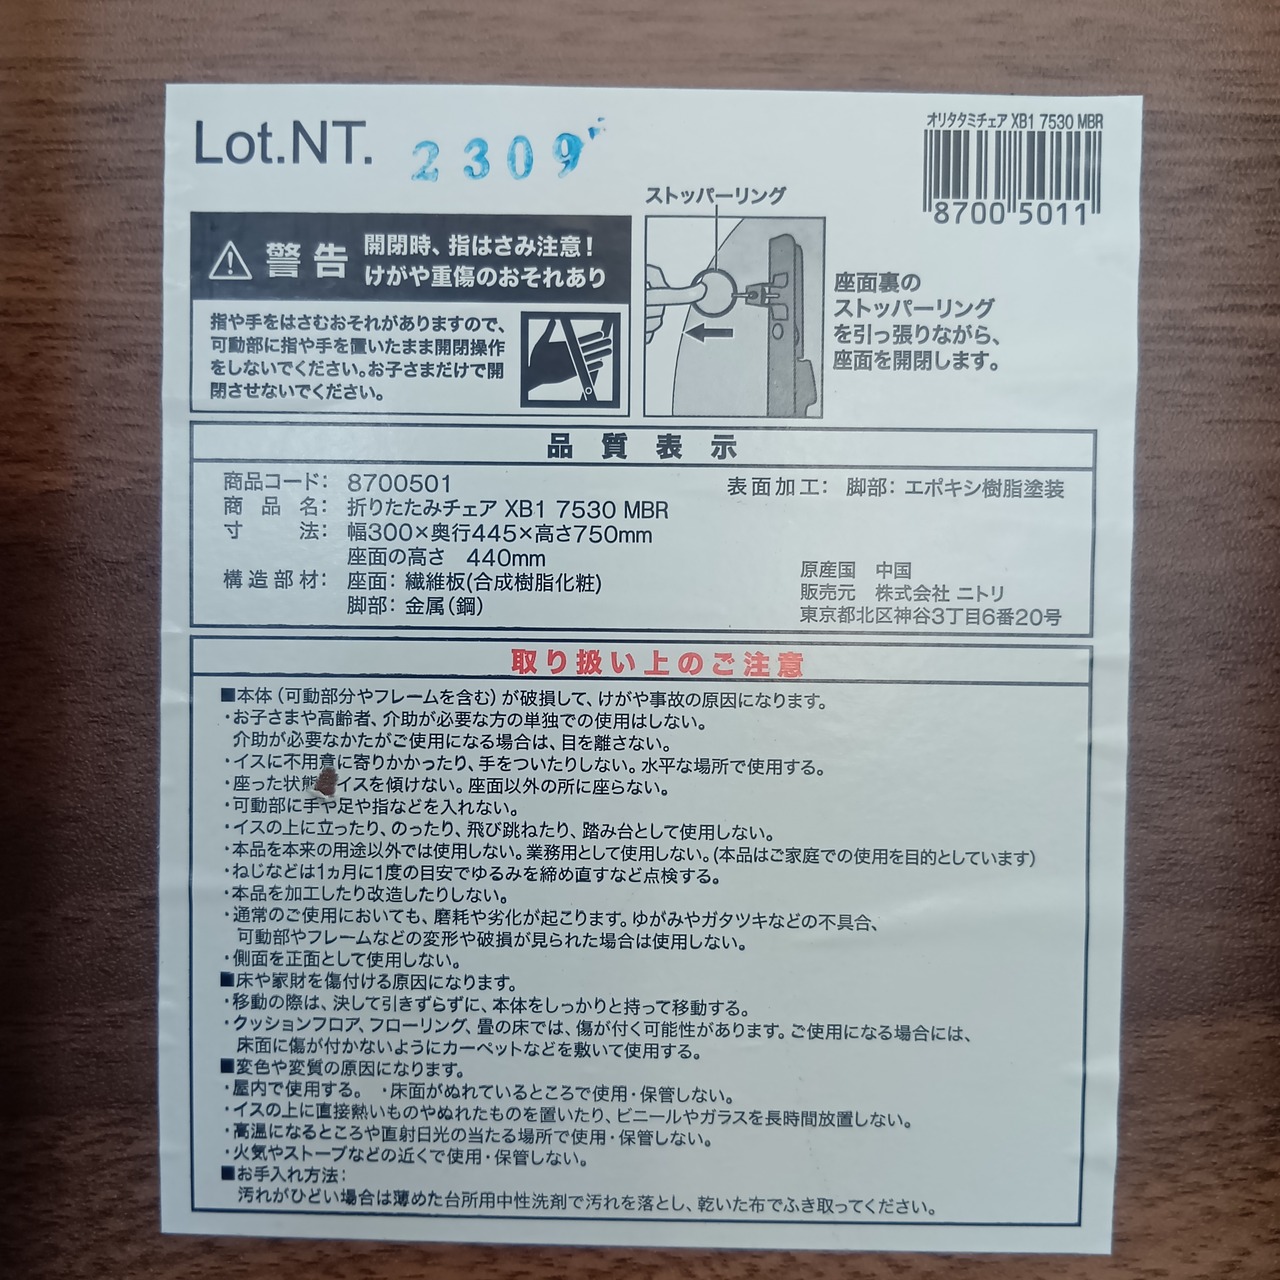 Lot.NT. 2309
オリタタミチェア XB1 7530 MBR
8700 5011
警告
開閉時、指はさみ注意!
けがや重傷のおそれあり
指や手をはさむおそれがありますので、
可動部に指や手を置いたまま開閉操作
をしないでください。お子さまだけで開
閉させないでください。
ストッパーリング
座面裏の
ストッパーリング
を引っ張りながら、
座面を開閉します。
品質表示
商品コード: 8700501
商品名: 折りたたみチェア XB1 7530 MBR
寸法: 幅300×奥行445×高さ750mm
座面の高さ 440mm
構造部材: 座面: 繊維板(合成樹脂化粧)
脚部: 金属(鋼)
表面加工: 脚部: エポキシ樹脂塗装
原産国 中国
販売元 株式会社 ニトリ
東京都北区神谷3丁目6番20号
取り扱い上のご注意
■本体(可動部分やフレームを含む)が破損して、けがや事故の原因になります。
・お子さまや高齢者、介助が必要な方の単独での使用はしない。
介助が必要なかたがご使用になる場合は、目を離さない。
・イスに不用意に寄りかかったり、手をついたりしない。水平な場所で使用する。
・座った状態イスを傾けない。座面以外の所に座らない。
・可動部に手や足や指などを入れない。
・イスの上に立ったり、のったり、飛び跳ねたり、踏み台として使用しない。
・本品を本来の用途以外では使用しない。業務用として使用しない。(本品はご家庭での使用を目的としています)
・ねじなどは1ヵ月に1度の目安でゆるみを締め直すなど点検する。
・本品を加工したり改造したりしない。
・通常のご使用においても、磨耗や劣化が起こります。ゆがみやガタツキなどの不具合、
可動部やフレームなどの変形や破損が見られた場合は使用しない。
・側面を正面として使用しない。
■床や家財を傷付ける原因になります。
・移動の際は、決して引きずらずに、本体をしっかりと持って移動する。
・クッションフロア、フローリング、畳の床では、傷が付く可能性があります。ご使用になる場合には、
床面に傷が付かないようにカーペットなどを敷いて使用する。
■変色や変質の原因になります。
・屋内で使用する。 ・床面がぬれているところで使用・保管しない。
・イスの上に直接熱いものやぬれたものを置いたり、ビニールやガラスを長時間放置しない。
・高温になるところや直射日光の当たる場所で使用・保管しない。
・火気やストーブなどの近くで使用・保管しない。
■お手入れ方法:
汚れがひどい場合は薄めた台所用中性洗剤で汚れを落とし、乾いた布でふき取ってください。